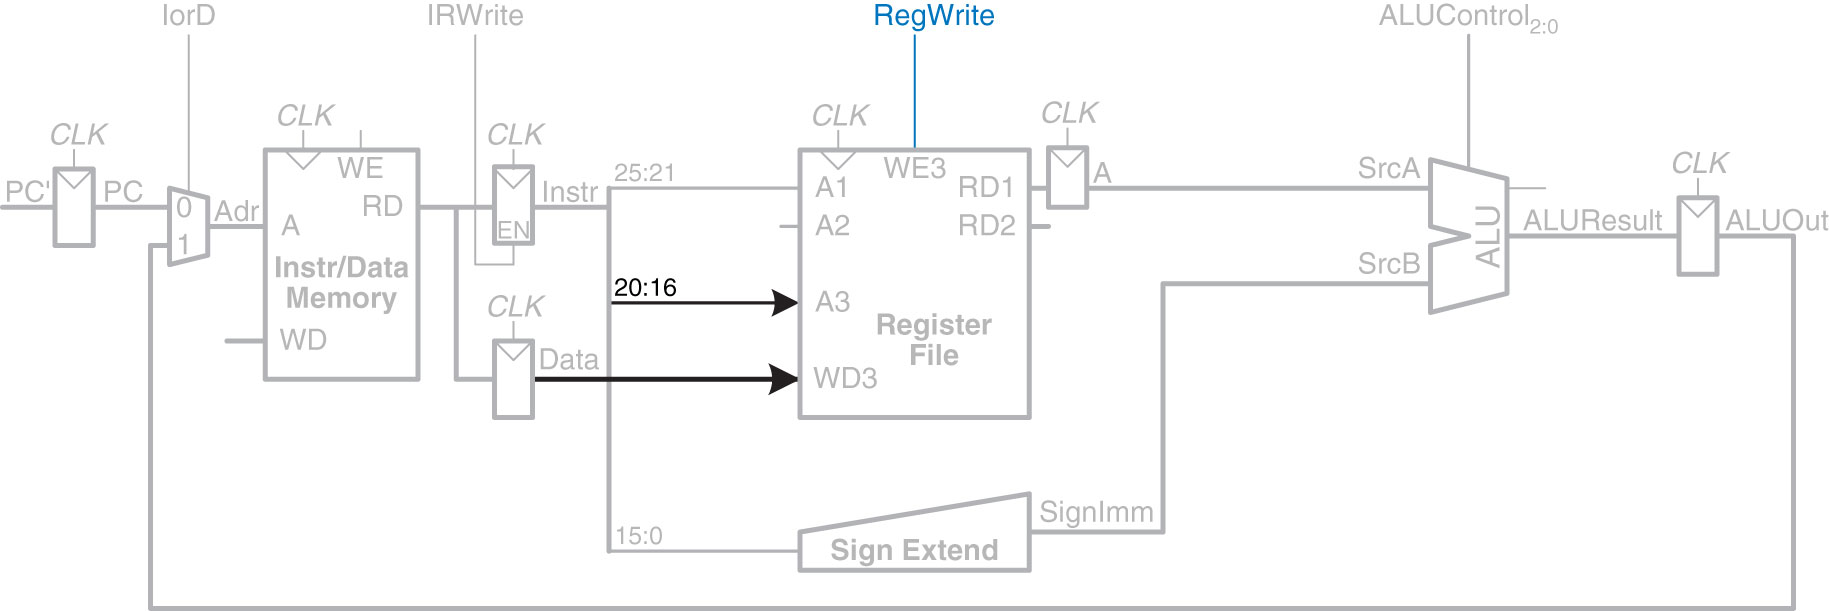 IorD
IRWrite
RegWrite
ALUControl2:0
CLK
CLK
CLK
CLK
CLK
CLK
PC'
PC
0
1
Adr
WE
RD
A
Instr/Data
Memory
WD
EN
Instr
CLK
Data
25:21
20:16
15:0
A1
A2
A3
WD3
WE3
RD1
RD2
Register
File
A
Sign Extend
SignImm
SrcA
SrcB
ALU
ALUResult
CLK
ALUOut